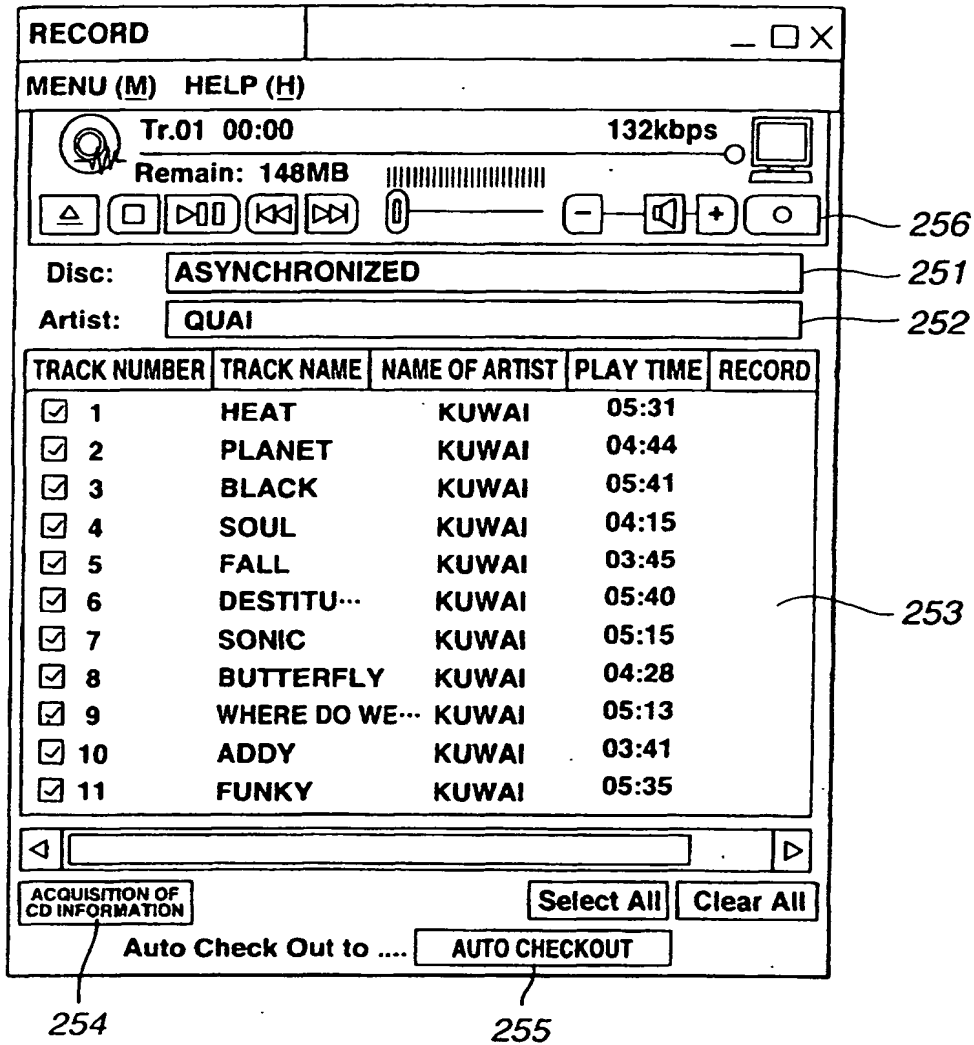 RECORD
MENU (M) HELP (H)
Tr.01 00:00 132kbps
Remain: 148MB
256
Disc: ASYNCHRONIZED 251
Artist: QUAI 252
TRACK NUMBER TRACK NAME NAME OF ARTIST PLAY TIME RECORD
1 HEAT KUWAI 05:31
2 PLANET KUWAI 04:44
3 BLACK KUWAI 05:41
4 SOUL KUWAI 04:15
5 FALL KUWAI 03:45
6 DESTITU... KUWAI 05:40 253
7 SONIC KUWAI 05:15
8 BUTTERFLY KUWAI 04:28
9 WHERE DO WE... KUWAI 05:13
10 ADDY KUWAI 03:41
11 FUNKY KUWAI 05:35
ACQUISITION OF
CD INFORMATION Select All Clear All
Auto Check Out to .... AUTO CHECKOUT
254 255